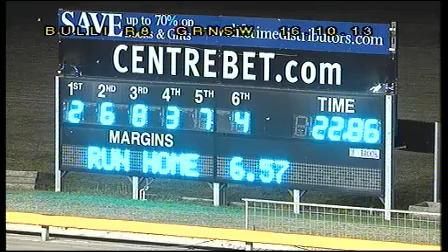 SAVE up to 70% on
BULLI R8 GRNSW 16-10-13
CENTREBET.com
1ST 2ND 3RD 4TH 5TH 6TH
2 6 8 3 7 4
TIME
22.86
MARGINS
RUN HOME 6.57